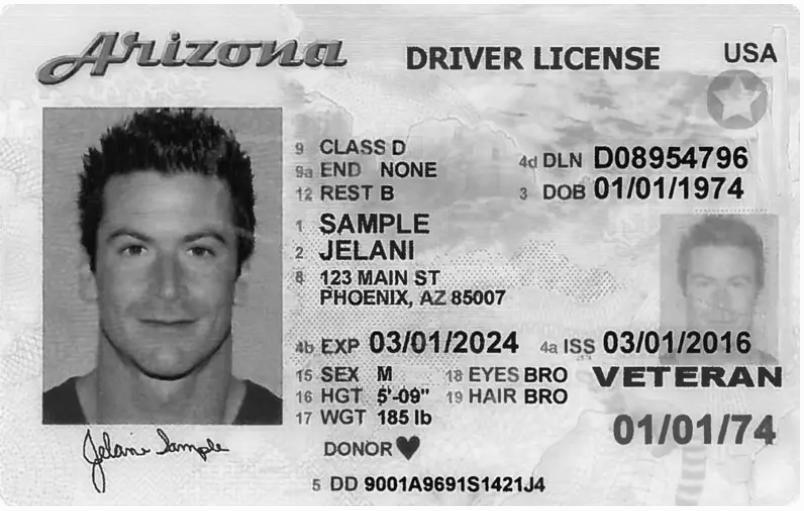 Arizona DRIVER LICENSE USA
9 CLASS D
9a END NONE
12 REST B
4d DLN D08954796
3 DOB 01/01/1974
1 SAMPLE
2 JELANI
8 123 MAIN ST
PHOENIX, AZ 85007
4b EXP 03/01/2024 4a ISS 03/01/2016
15 SEX M 18 EYES BRO VETERAN
16 HGT 5'-09" 19 HAIR BRO
17 WGT 185 lb
01/01/74
DONOR
Jelani Sample
5 DD 9001A9691S1421J4